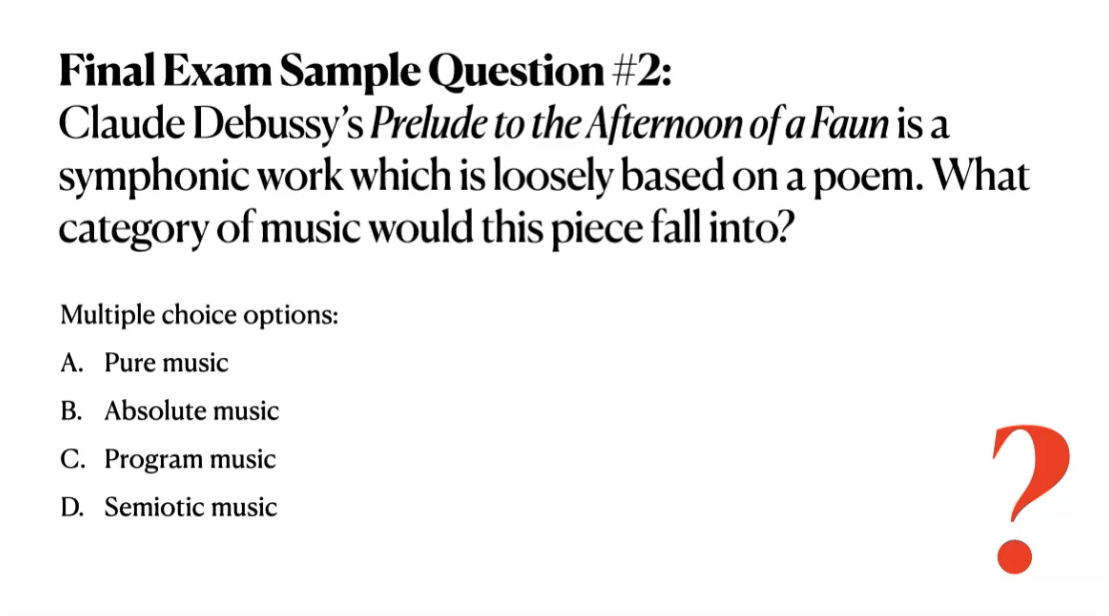 Final Exam Sample Question #2:
Claude Debussy’s Prelude to the Afternoon of a Faun is a
symphonic work which is loosely based on a poem. What
category of music would this piece fall into?
Multiple choice options:
A. Pure music
B. Absolute music
C. Program music
D. Semiotic music
?